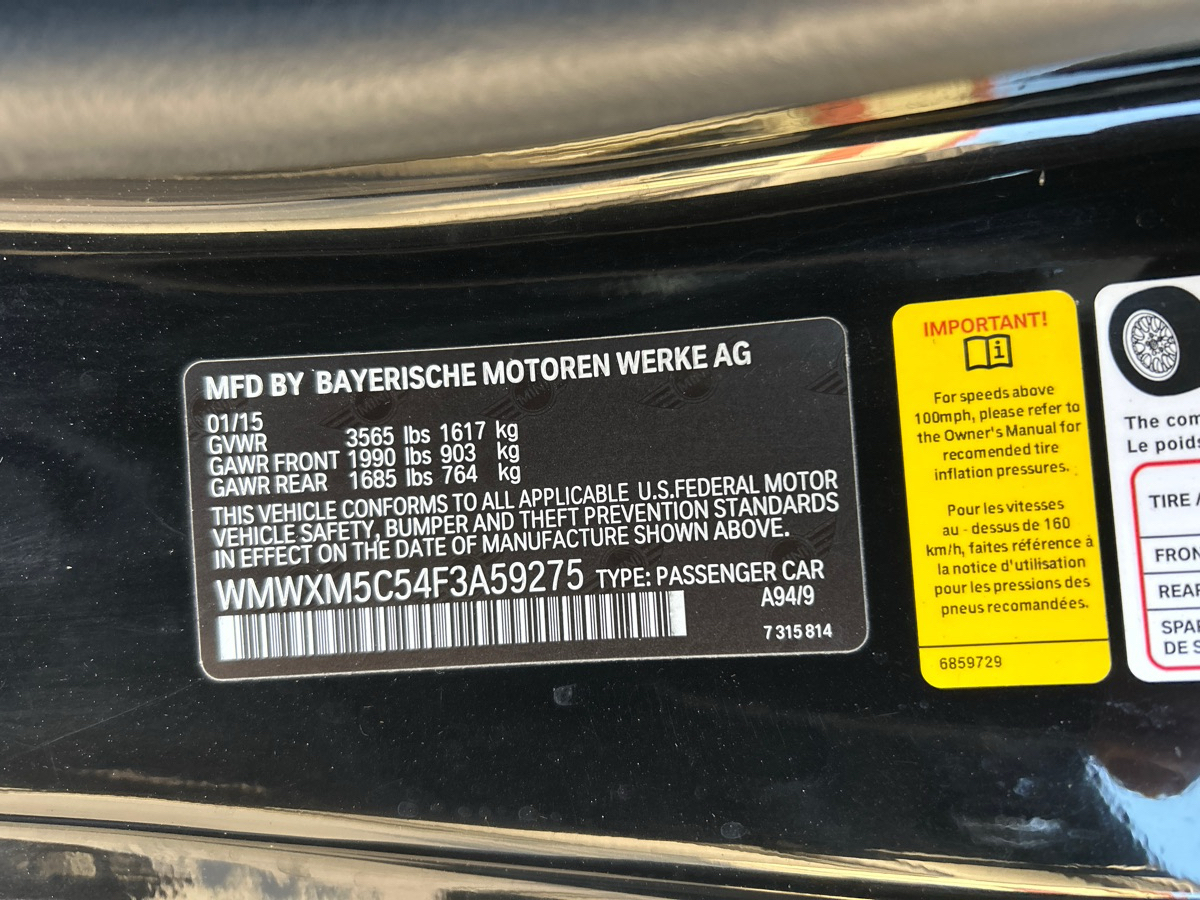 MFD BY BAYERISCHE MOTOREN WERKE AG
01/15
GVWR 3565 lbs 1617 kg
GAWR FRONT 1990 lbs 903 kg
GAWR REAR 1685 lbs 764 kg
THIS VEHICLE CONFORMS TO ALL APPLICABLE U.S.FEDERAL MOTOR
VEHICLE SAFETY, BUMPER AND THEFT PREVENTION STANDARDS
IN EFFECT ON THE DATE OF MANUFACTURE SHOWN ABOVE.
WMWXM5C54F3A59275 TYPE: PASSENGER CAR
A94/9
7 315 814
IMPORTANT!
For speeds above
100mph, please refer to
the Owner's Manual for
recomended tire
inflation pressures.
Pour les vitesses
au - dessus de 160
km/h, faites référence à
la notice d'utilisation
pour les pressions des
pneus recomandées.
6859729
The com
Le poids
TIRE
FRON
REAR
SPAR
DE S